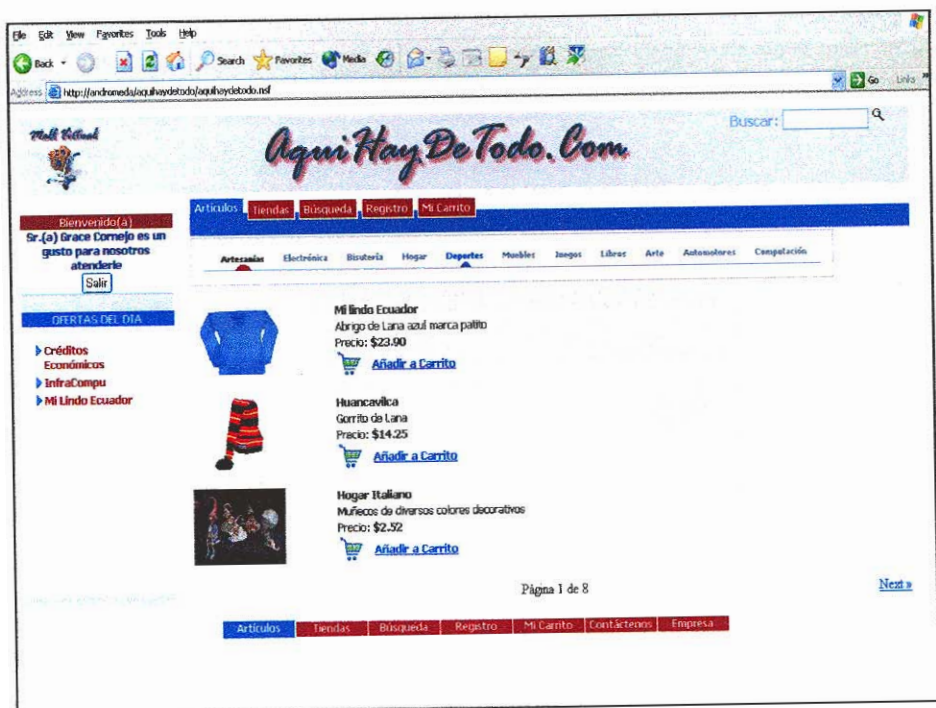 File Edit View Favorites Tools Help
Back Search Favorites Media
Address http://andromeda/aquihaydetodo/aquihaydetodo.nsf Go Links »
Mall Virtual
AquiHayDeTodo.Com
Buscar:
Artículos Tiendas Búsqueda Registro Mi Carrito
Bienvenido(a)
Sr.(a) Grace Cornejo es un
gusto para nosotros
atenderle
Salir
Artesanías Electrónica Bisutería Hogar Deportes Muebles Juegos Libros Arte Automotores Computación
OFERTAS DEL DIA
Créditos
Económicos
InfraCompu
Mi Lindo Ecuador
Mi lindo Ecuador
Abrigo de Lana azul marca patito
Precio: $23.90
Añadir a Carrito
Huancavilca
Gorrito de Lana
Precio: $14.25
Añadir a Carrito
Hogar Italiano
Muñecos de diversos colores decorativos
Precio: $2.52
Añadir a Carrito
Página 1 de 8
Next »
Artículos Tiendas Búsqueda Registro Mi Carrito Contáctenos Empresa